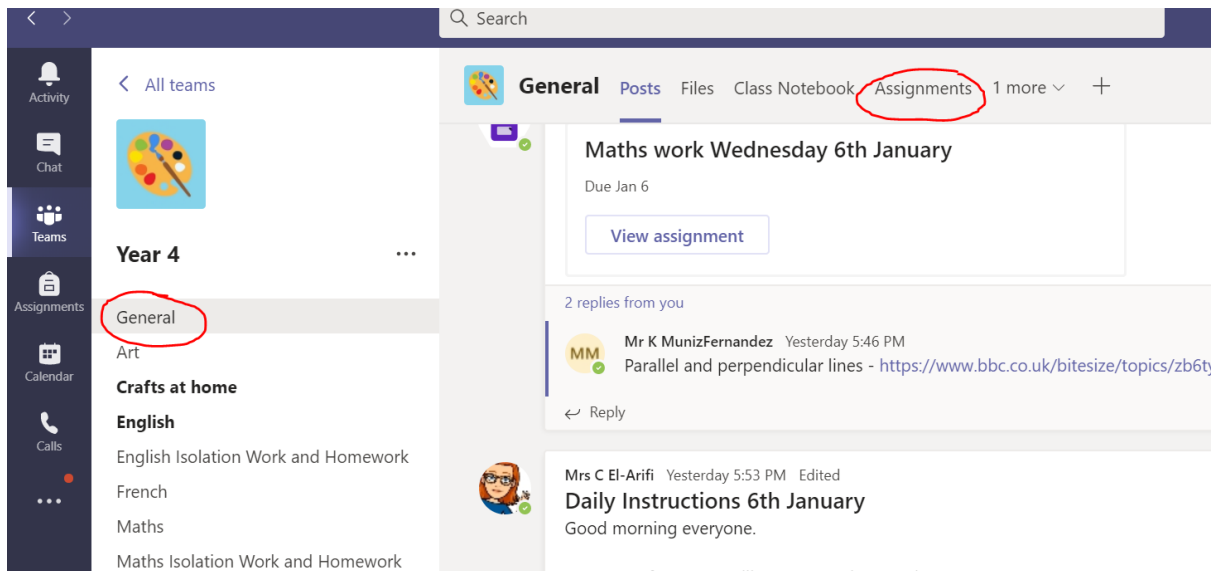 Search
Activity
Chat
Teams
Assignments
Calendar
Calls
All teams
Year 4
General
Art
Crafts at home
English
English Isolation Work and Homework
French
Maths
Maths Isolation Work and Homework
General Posts Files Class Notebook Assignments 1 more
Maths work Wednesday 6th January
Due Jan 6
View assignment
2 replies from you
MM
Mr K MunizFernandez Yesterday 5:46 PM
Parallel and perpendicular lines - https://www.bbc.co.uk/bitesize/topics/zb6ty
Reply
Mrs C El-Arifi Yesterday 5:53 PM Edited
Daily Instructions 6th January
Good morning everyone.